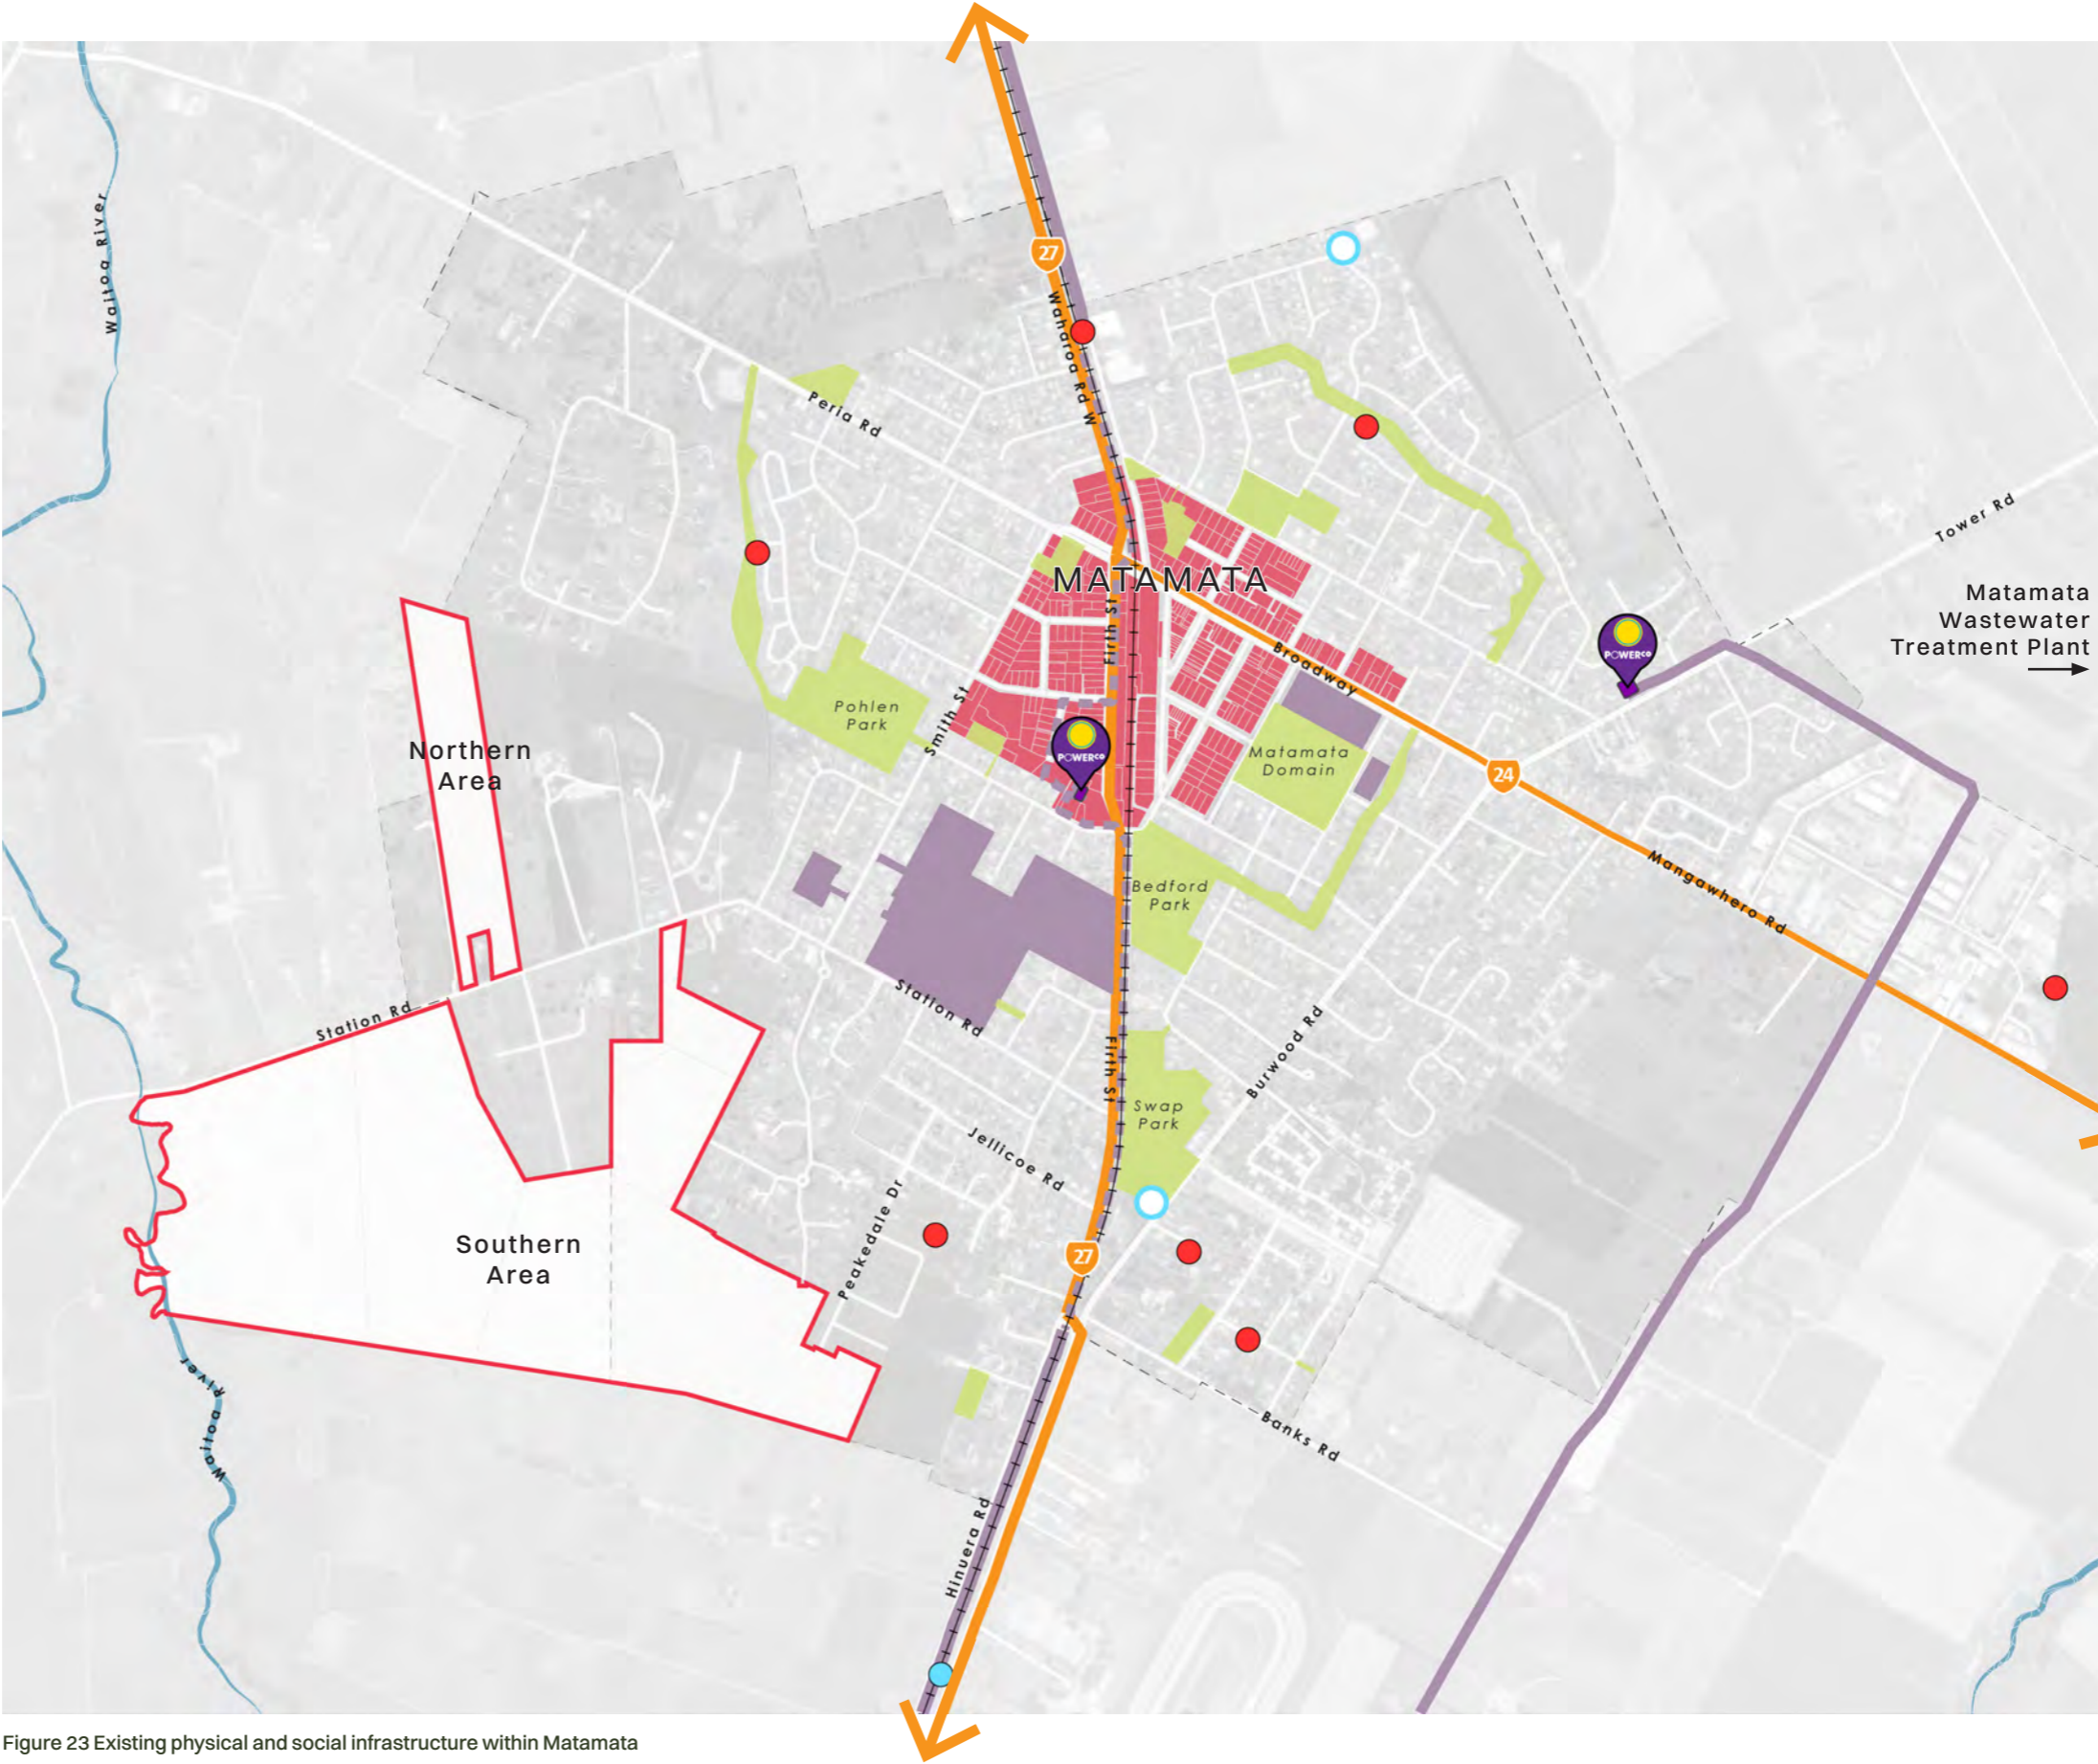 27
Waitoa River
Waharoa Rd W
Peria Rd
Tower Rd
MATAMATA
Matamata
Wastewater
Treatment Plant
Firth St
Broadway
POWERCO
Pohlen
Park
Smith St
POWERCO
Matamata
Domain
Northern
Area
24
Mangawhero Rd
Bedford
Park
Station Rd
Station Rd
Firth St
Burwood Rd
Swap
Park
Jellicoe Rd
Peakedale Dr
Southern
Area
27
Waitoa River
Banks Rd
Hinuera Rd
Figure 23 Existing physical and social infrastructure within Matamata